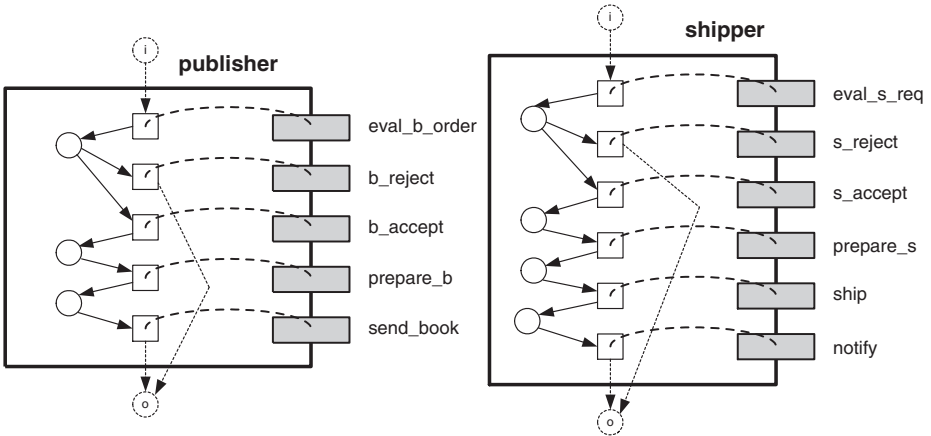 i
publisher
eval_b_order
b_reject
b_accept
prepare_b
send_book
o
i
shipper
eval_s_req
s_reject
s_accept
prepare_s
ship
notify
o